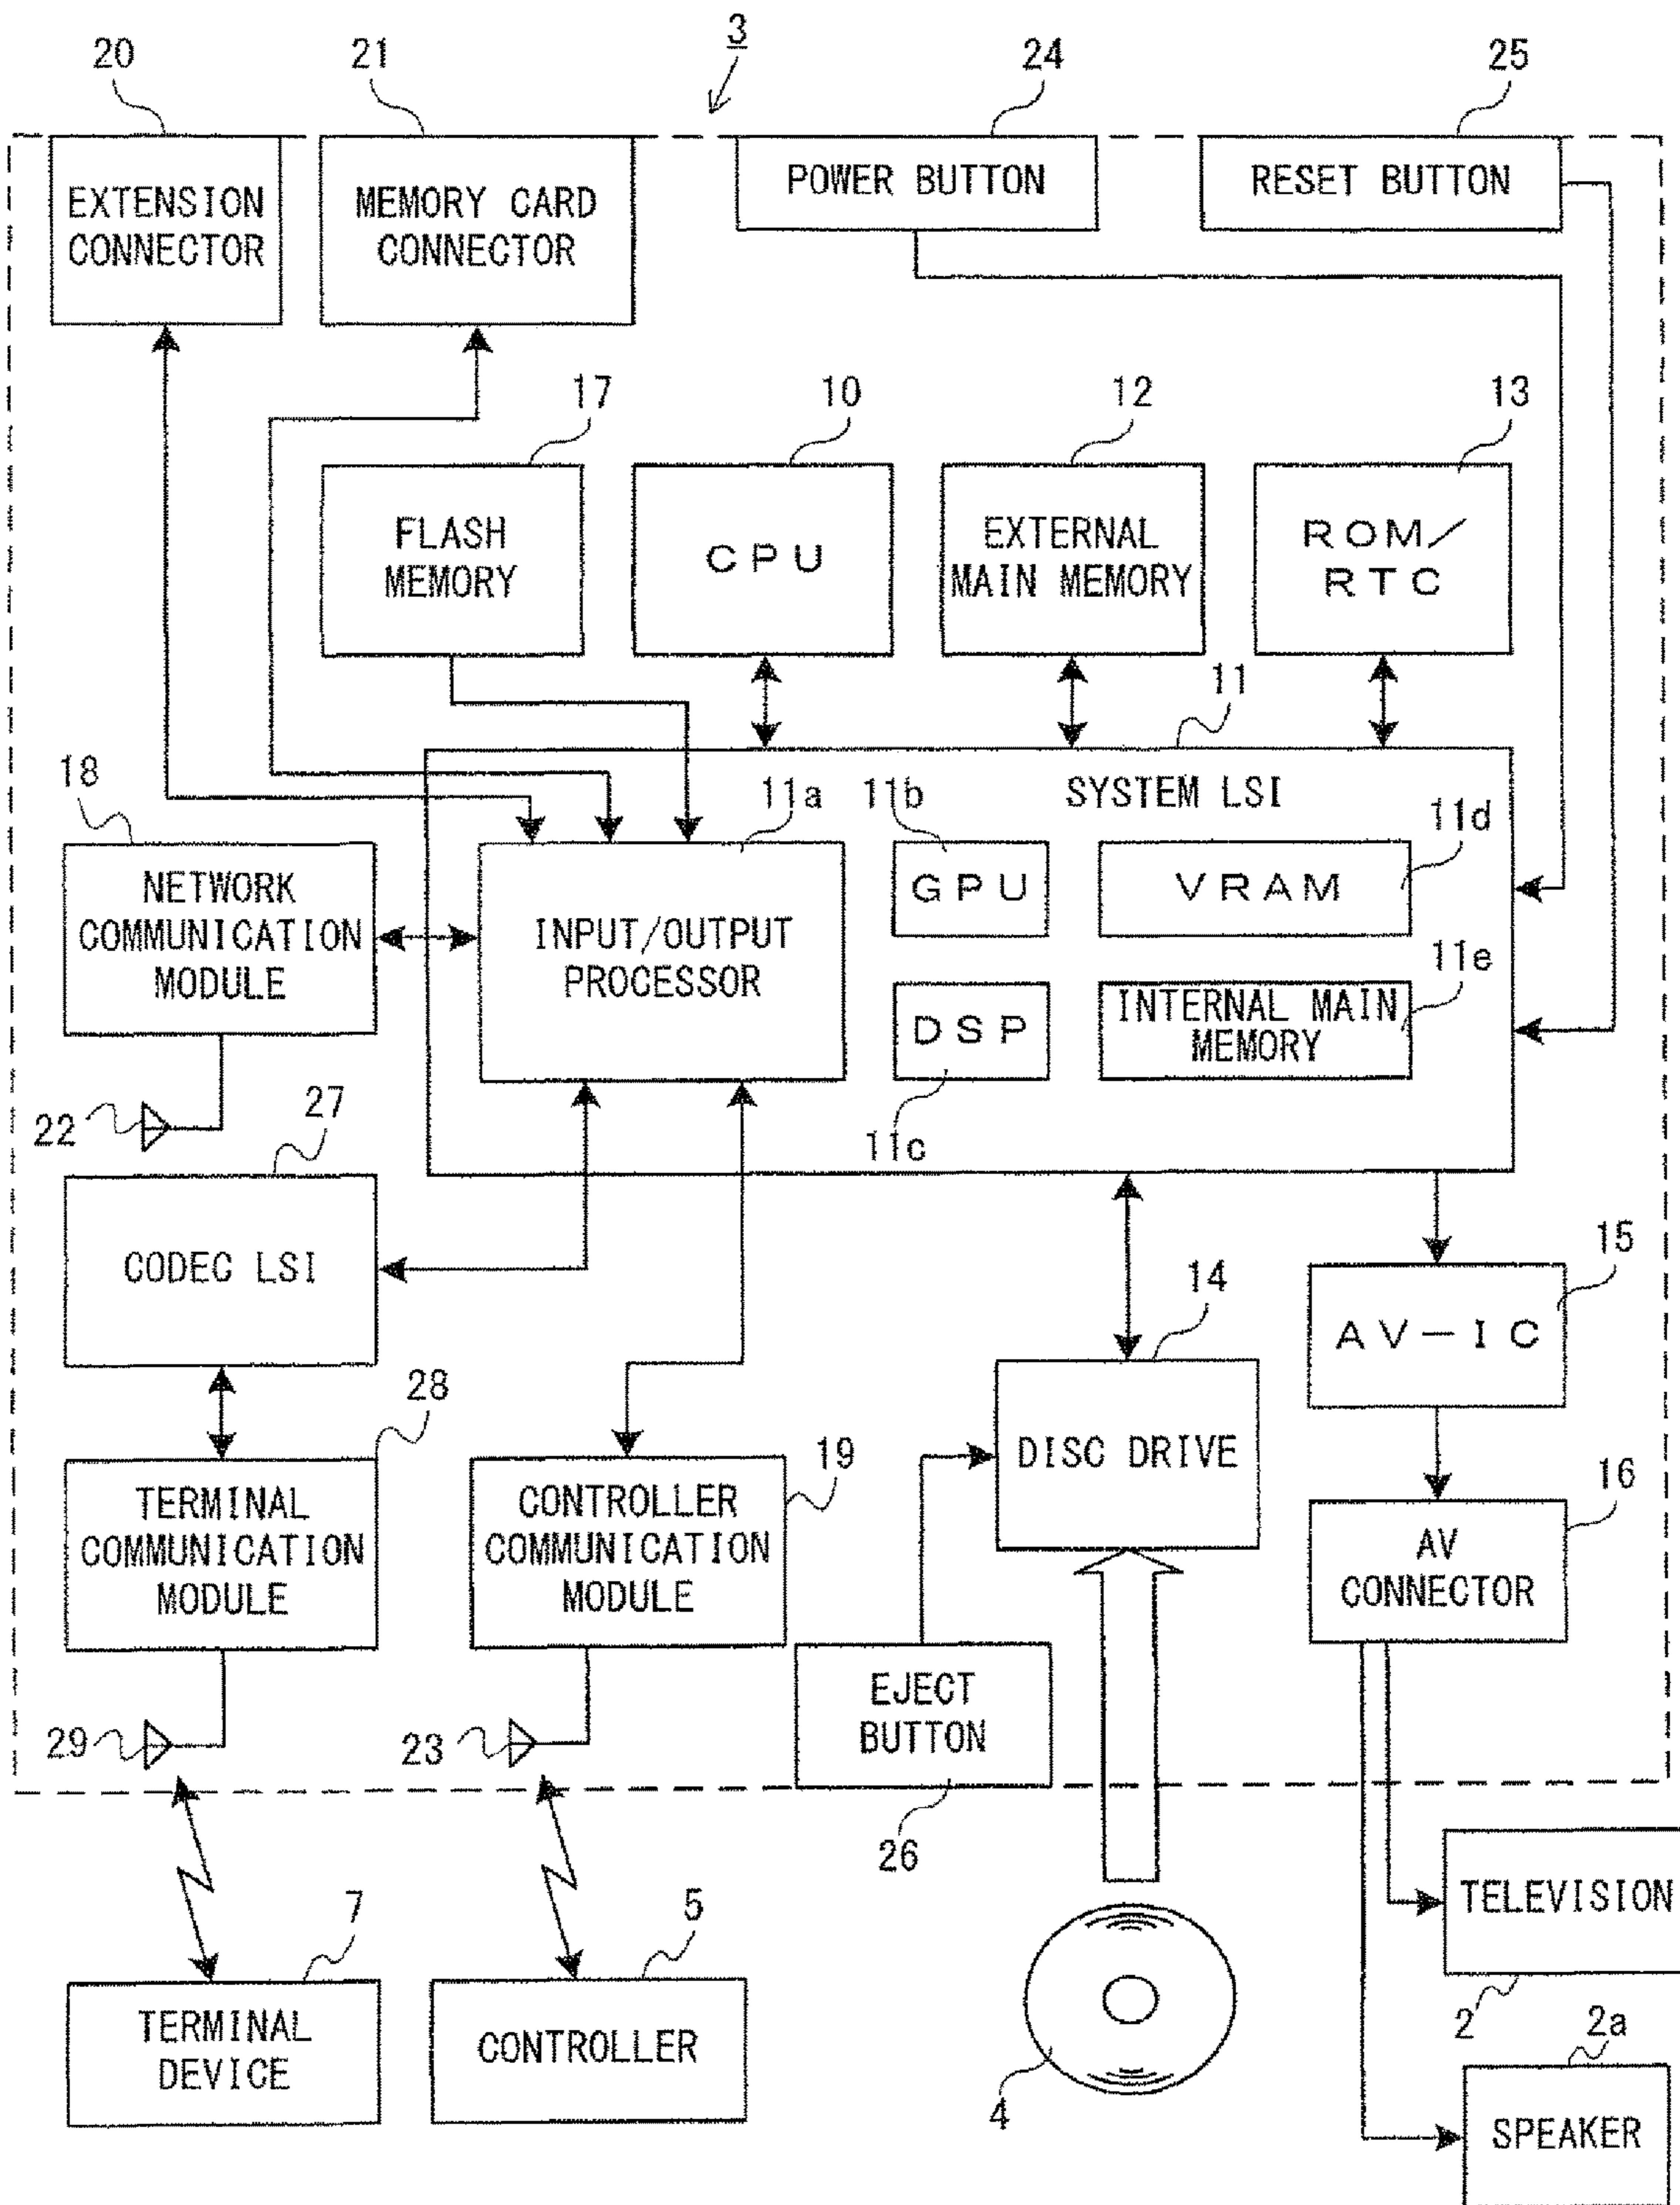 3
20
21
24
25
EXTENSION
CONNECTOR
MEMORY CARD
CONNECTOR
POWER BUTTON
RESET BUTTON
17
10
12
13
FLASH
MEMORY
CPU
EXTERNAL
MAIN MEMORY
ROM/
RTC
11
18
11a
11b
SYSTEM LSI
11d
NETWORK
COMMUNICATION
MODULE
INPUT/OUTPUT
PROCESSOR
GPU
VRAM
11e
DSP
INTERNAL MAIN
MEMORY
22
27
11c
CODEC LSI
14
15
AV-IC
28
19
16
TERMINAL
COMMUNICATION
MODULE
CONTROLLER
COMMUNICATION
MODULE
DISC DRIVE
AV
CONNECTOR
29
23
EJECT
BUTTON
26
7
5
TELEVISION
2
TERMINAL
DEVICE
CONTROLLER
4
2a
SPEAKER